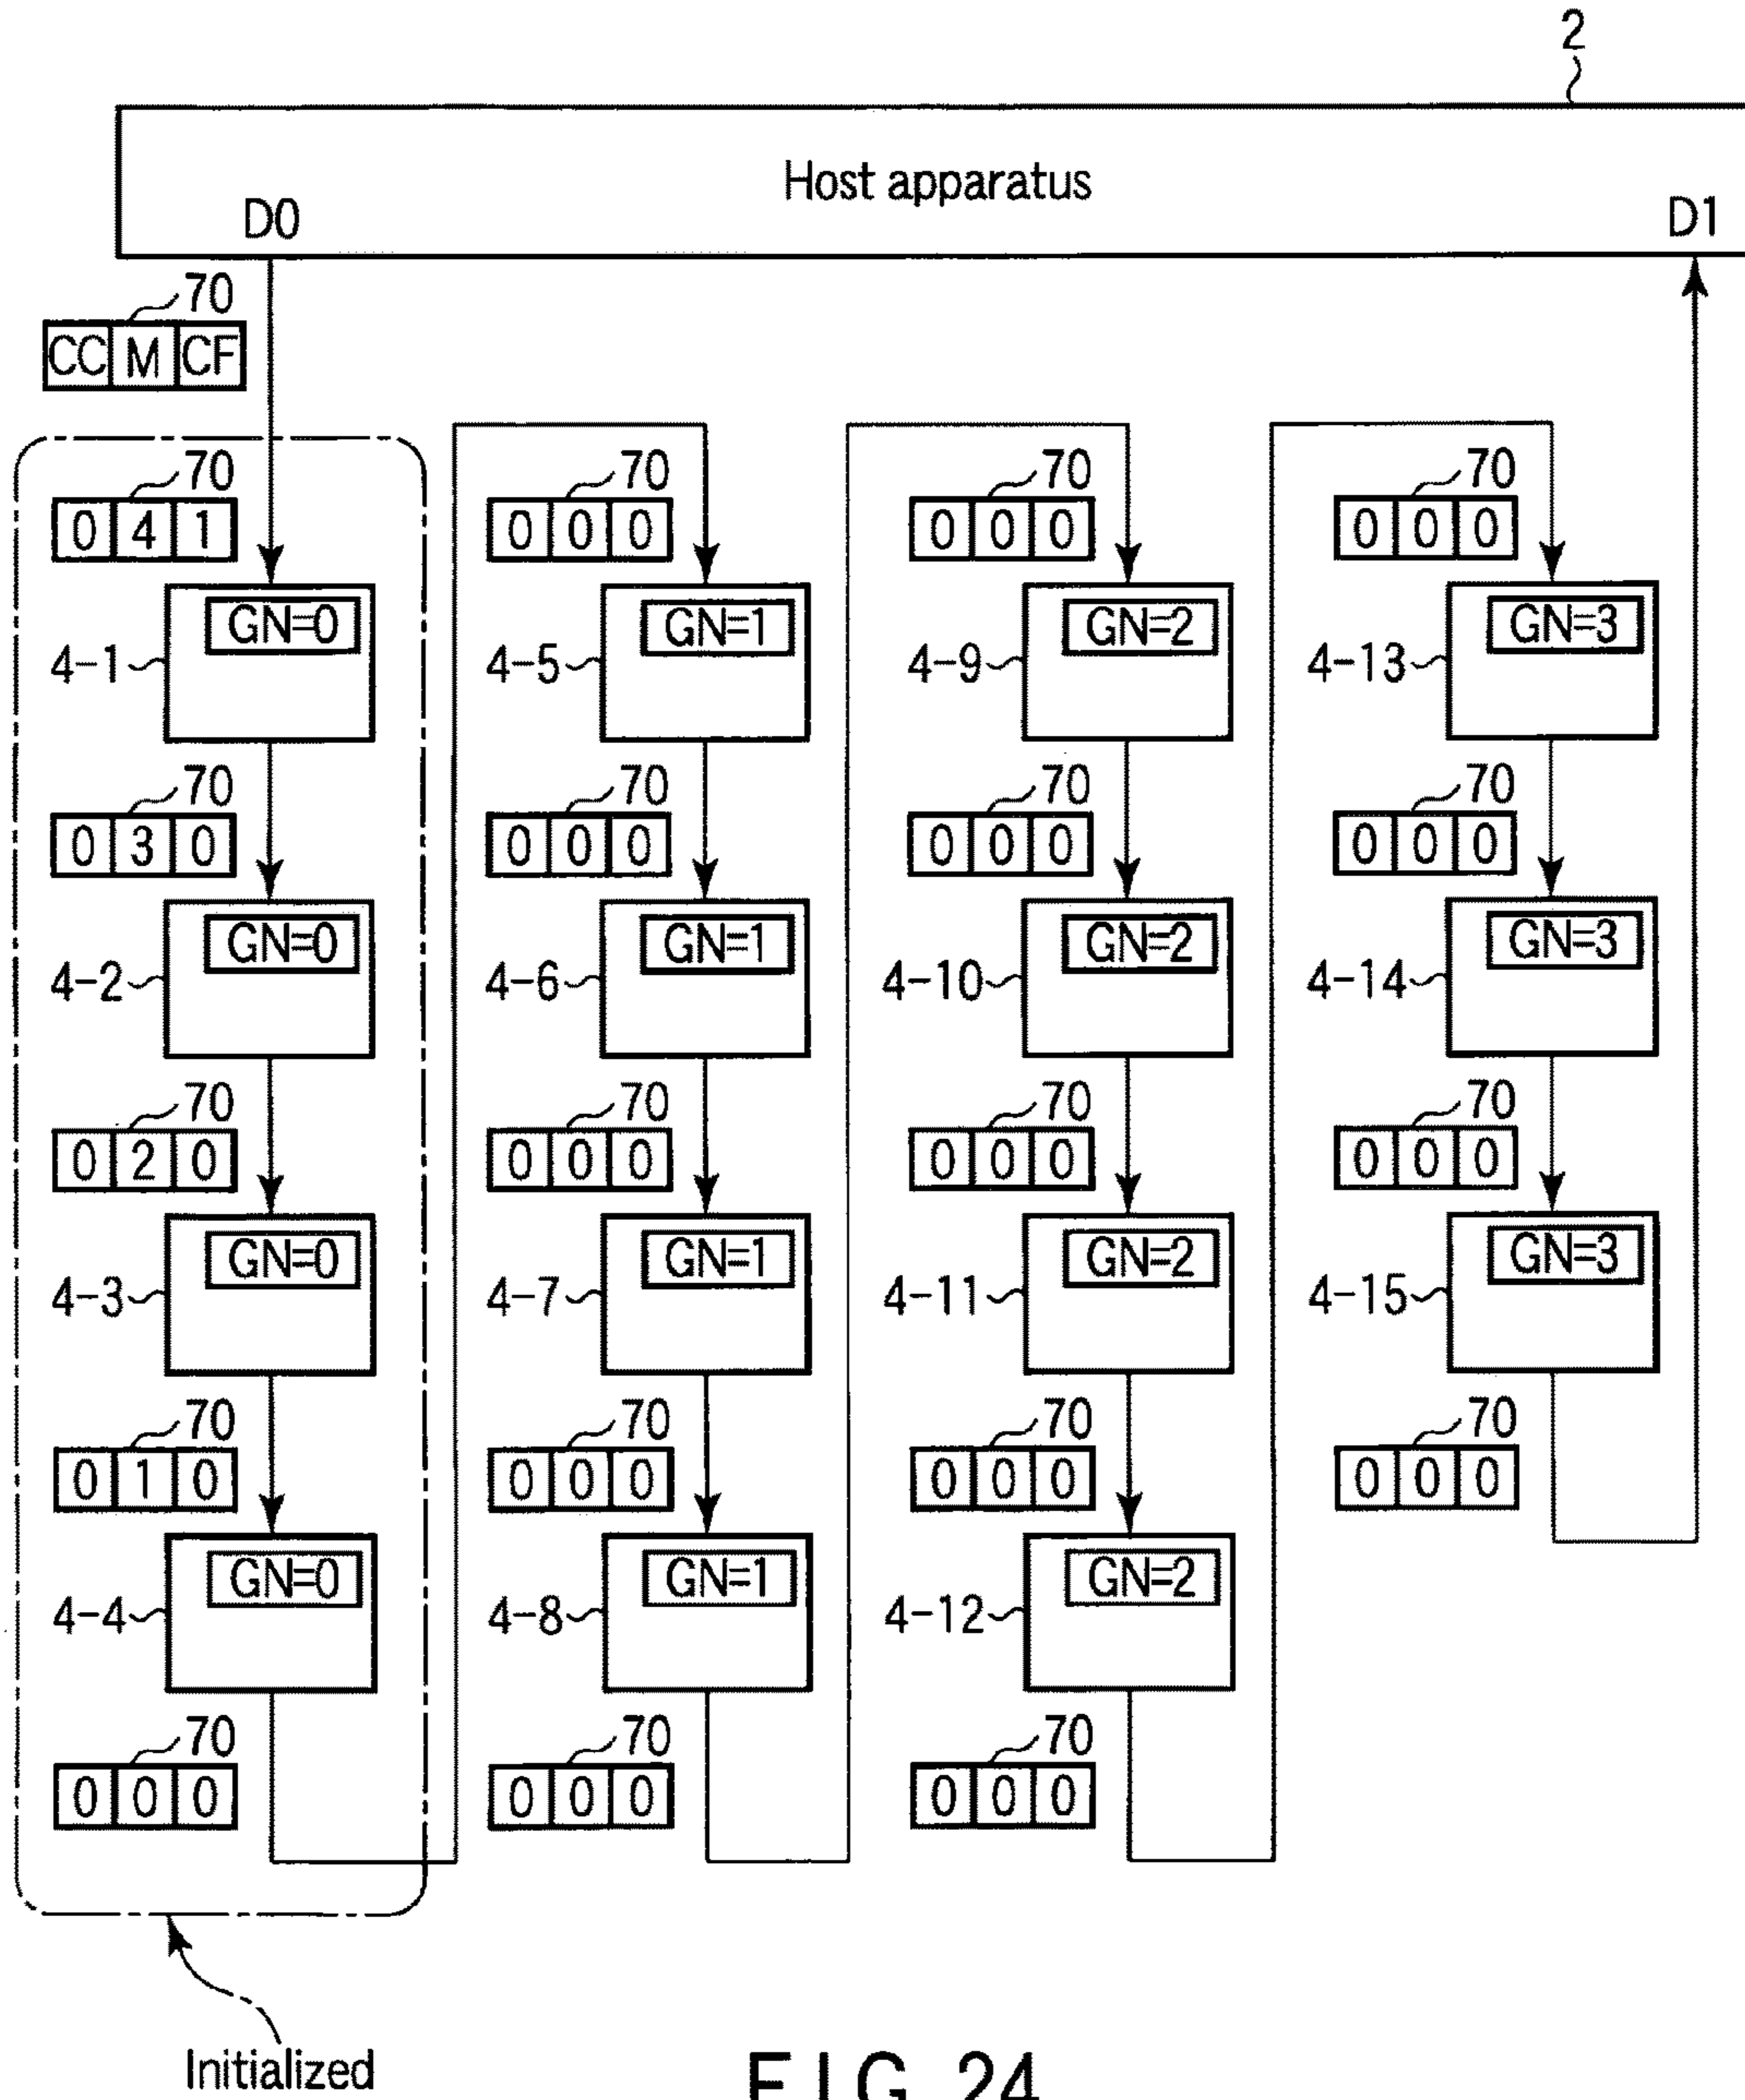 2
Host apparatus
D0
D1
70
CC M CF
70
0 4 1
70
0 0 0
70
0 0 0
70
0 0 0
GN=0
GN=1
GN=2
GN=3
4-1
4-5
4-9
4-13
70
0 3 0
70
0 0 0
70
0 0 0
70
0 0 0
GN=0
GN=1
GN=2
GN=3
4-2
4-6
4-10
4-14
70
0 2 0
70
0 0 0
70
0 0 0
70
0 0 0
GN=0
GN=1
GN=2
GN=3
4-3
4-7
4-11
4-15
70
0 1 0
70
0 0 0
70
0 0 0
70
0 0 0
GN=0
GN=1
GN=2
4-4
4-8
4-12
70
0 0 0
70
0 0 0
70
0 0 0
Initialized
FIG. 24